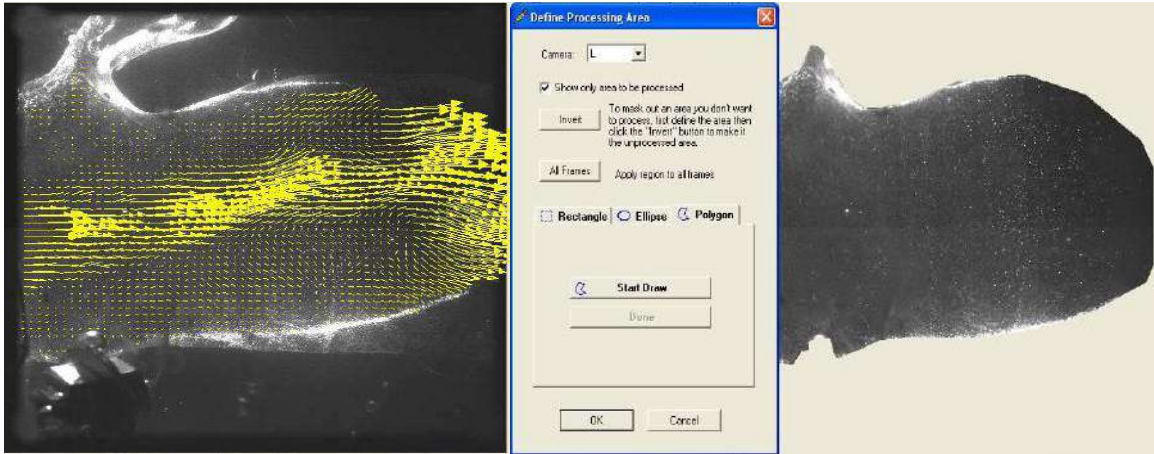 Define Processing Area
Camera: L
Show only area to be processed
Invert
To mask out an area you don't want
to process, first define the area then
click the "Invert" button to make it
the unprocessed area.
All Frames
Apply region to all frames
Rectangle Ellipse Polygon
Start Draw
Done
OK Cancel